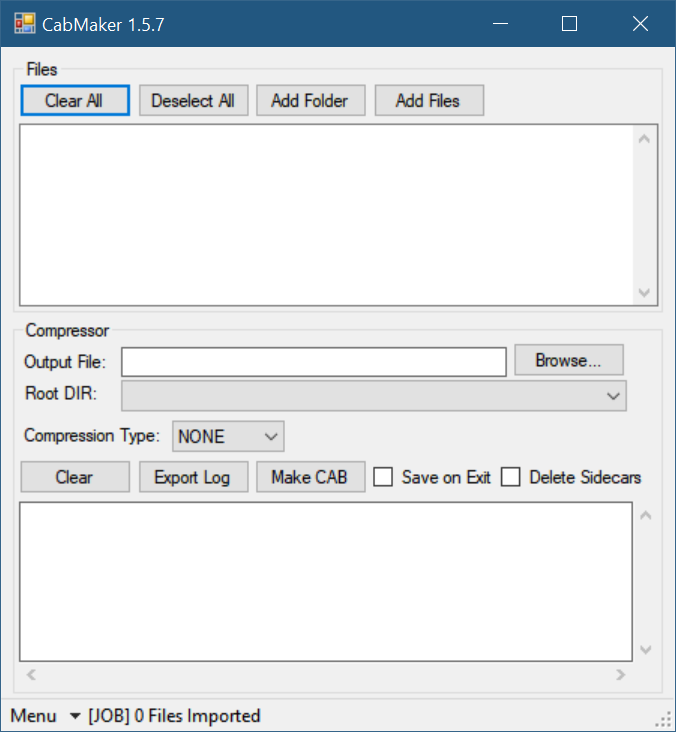 CabMaker 1.5.7
Files
Clear All Deselect All Add Folder Add Files
Compressor
Output File: Browse...
Root DIR:
Compression Type: NONE
Clear Export Log Make CAB Save on Exit Delete Sidecars
Menu [JOB] 0 Files Imported